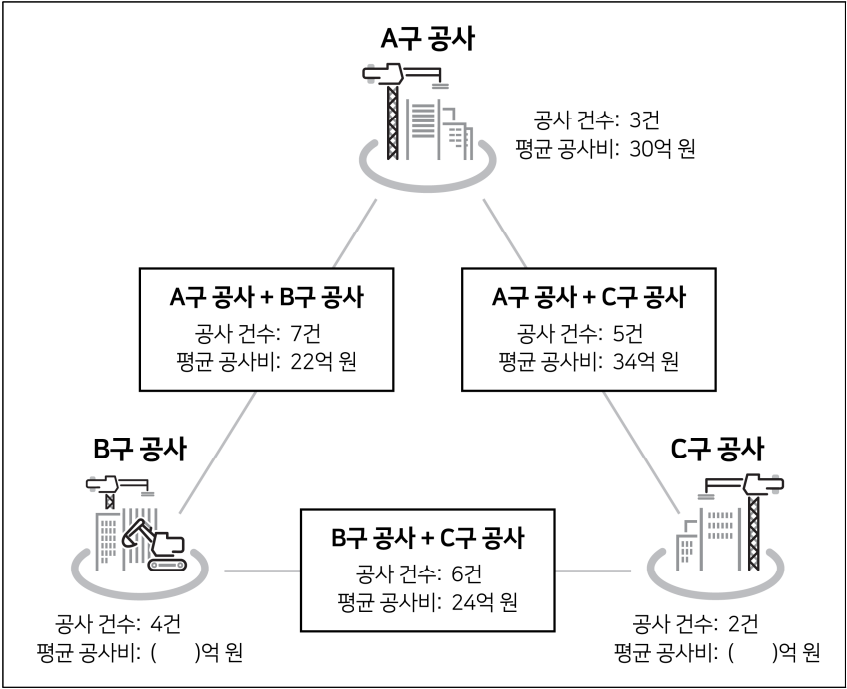 A구 공사
공사 건수: 3건
평균 공사비: 30억 원
A구 공사 + B구 공사
공사 건수: 7건
평균 공사비: 22억 원
A구 공사 + C구 공사
공사 건수: 5건
평균 공사비: 34억 원
B구 공사
공사 건수: 4건
평균 공사비: (      )억 원
B구 공사 + C구 공사
공사 건수: 6건
평균 공사비: 24억 원
C구 공사
공사 건수: 2건
평균 공사비: (      )억 원